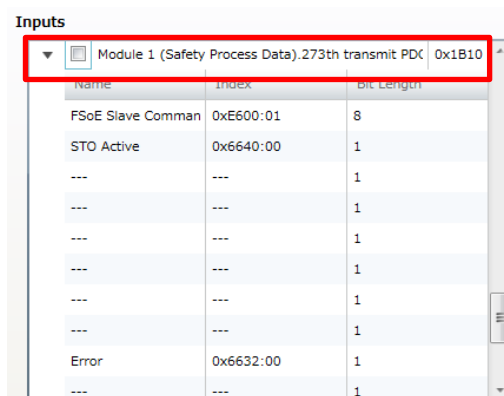 Inputs
Module 1 (Safety Process Data).273th transmit PDO 0x1B10
Name Index Bit Length
FSoE Slave Comman 0xE600:01 8
STO Active 0x6640:00 1
--- --- 1
--- --- 1
--- --- 1
--- --- 1
--- --- 1
--- --- 1
Error 0x6632:00 1
--- --- 1